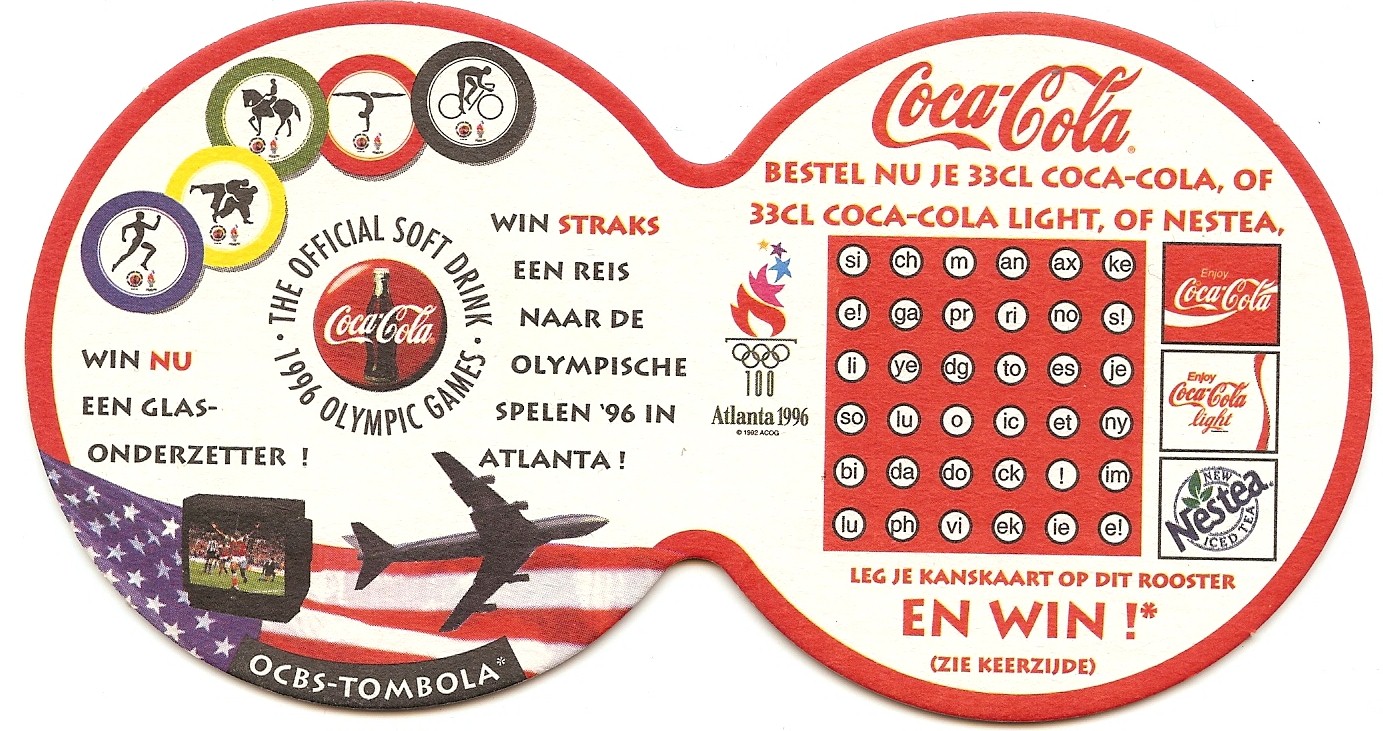 THE OFFICIAL SOFT DRINK
· 1996 OLYMPIC GAMES ·
Coca-Cola
WIN NU
EEN GLAS-
ONDERZETTER !
WIN STRAKS
EEN REIS
NAAR DE
OLYMPISCHE
SPELEN '96 IN
ATLANTA !
OCBS-TOMBOLA*
Coca-Cola®
BESTEL NU JE 33CL COCA-COLA, OF
33CL COCA-COLA LIGHT, OF NESTEA,
100
Atlanta 1996
© 1992 ACOG
si ch m an ax ke
e! ga pr ri no s!
li ye dg to es je
so lu o ic et ny
bi da do ck ! im
lu ph vi ek ie e!
Enjoy
Coca-Cola
Enjoy
Coca-Cola
light
NEW
Nestea®
ICED TEA
LEG JE KANSKAART OP DIT ROOSTER
EN WIN !*
(ZIE KEERZIJDE)